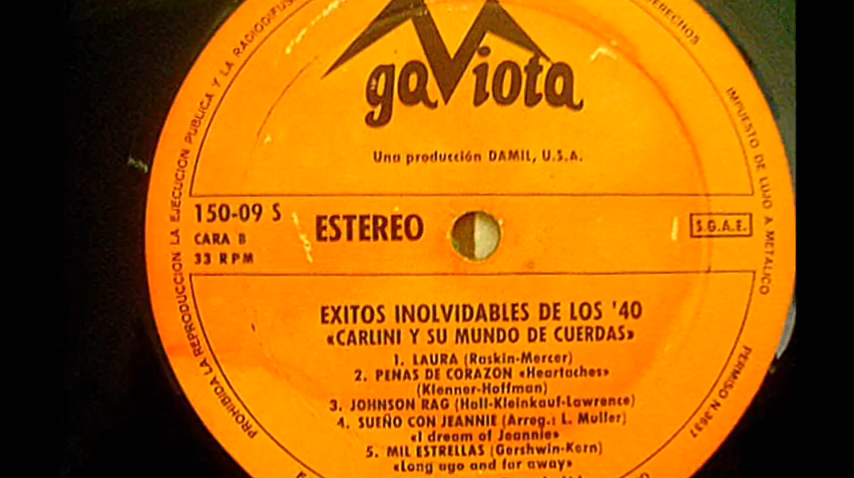 gaviota
Una producción DAMIL, U.S.A.
150-09 S
CARA B
33 RPM
ESTEREO
S.G.A.E.
EXITOS INOLVIDABLES DE LOS '40
«CARLINI Y SU MUNDO DE CUERDAS»
1. LAURA (Raskin-Mercer)
2. PENAS DE CORAZON «Heartaches»
(Klenner-Hoffman)
3. JOHNSON RAG (Hall-Kleinkauf-Lawrence)
4. SUEÑO CON JEANNIE (Arreg.: L. Muller)
«I dream of Jeannie»
5. MIL ESTRELLAS (Gershwin-Kern)
«Long ago and far away»
PROHIBIDA LA REPRODUCCION LA EJECUCION PUBLICA Y LA
DERECHOS
IMPUESTO DE LUJO A METALICO
PERMISO N.3637